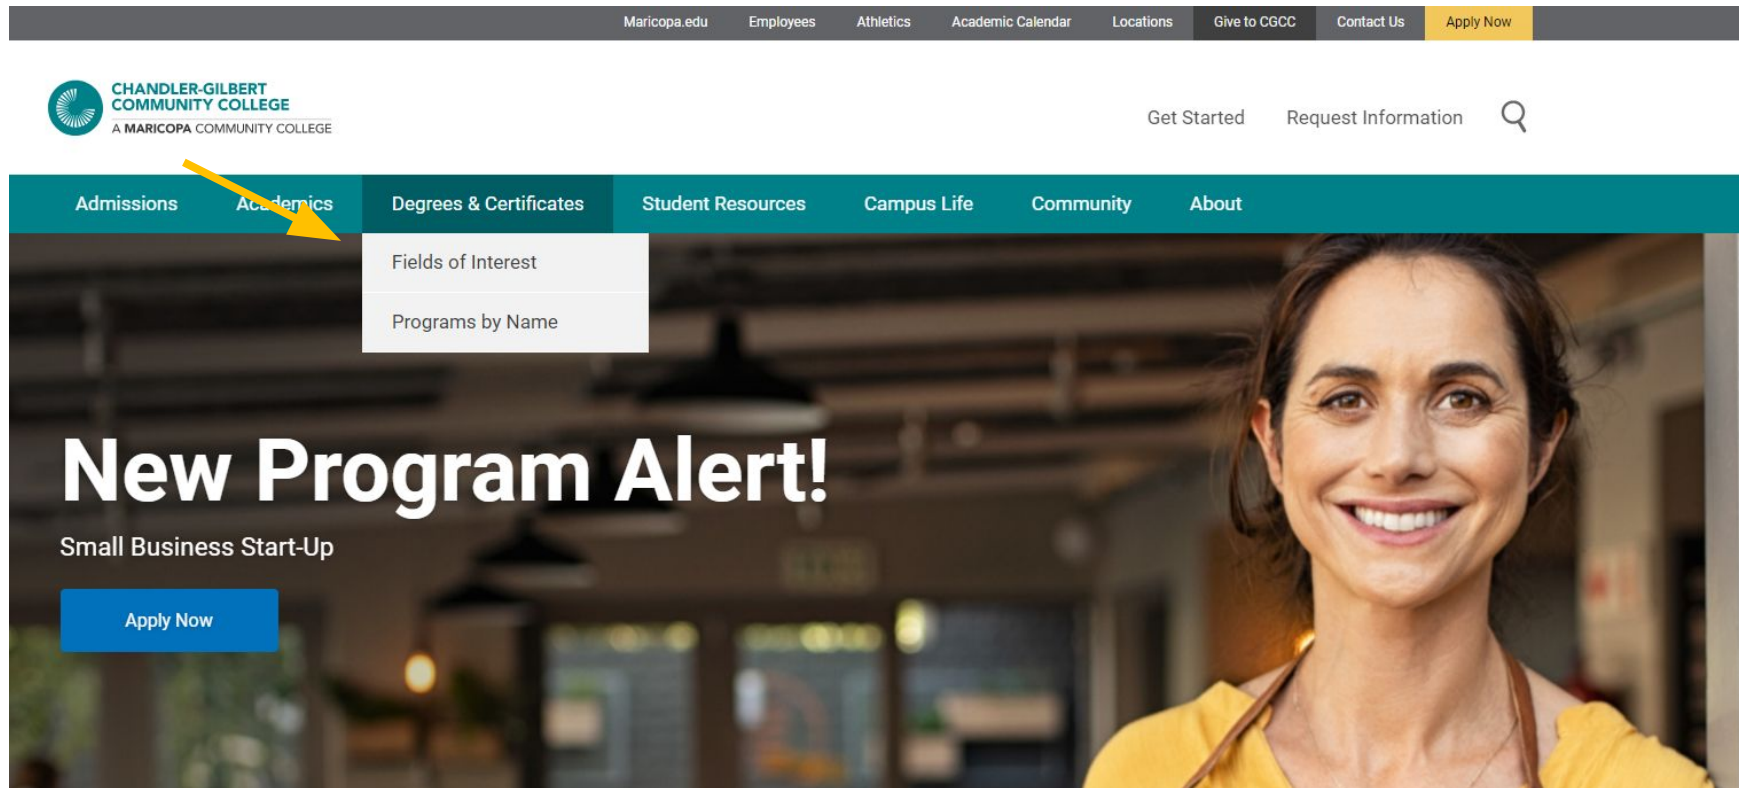 Maricopa.edu Employees Athletics Academic Calendar Locations Give to CGCC Contact Us Apply Now
CHANDLER-GILBERT
COMMUNITY COLLEGE
A MARICOPA COMMUNITY COLLEGE
Get Started Request Information
Admissions Academics Degrees & Certificates Student Resources Campus Life Community About
Fields of Interest
Programs by Name
New Program Alert!
Small Business Start-Up
Apply Now